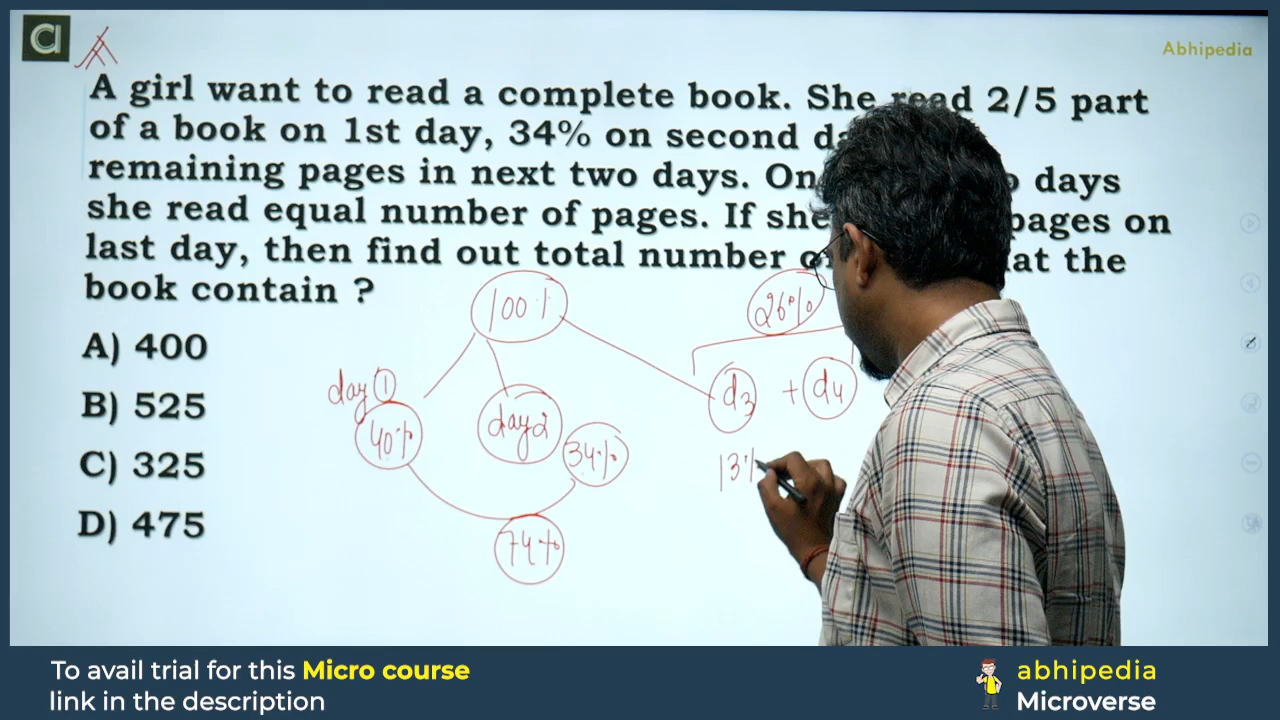 Abhipedia
A girl want to read a complete book. She read 2/5 part
of a book on 1st day, 34% on second
remaining pages in next two days. On days
she read equal number of pages. If she pages on
last day, then find out total number the
book contain ?
100%
26%
A) 400
day 1
d3 + d4
B) 525
40%
day 2
34%
C) 325
13%
D) 475
74%
To avail trial for this Micro course
link in the description
abhipedia
Microverse